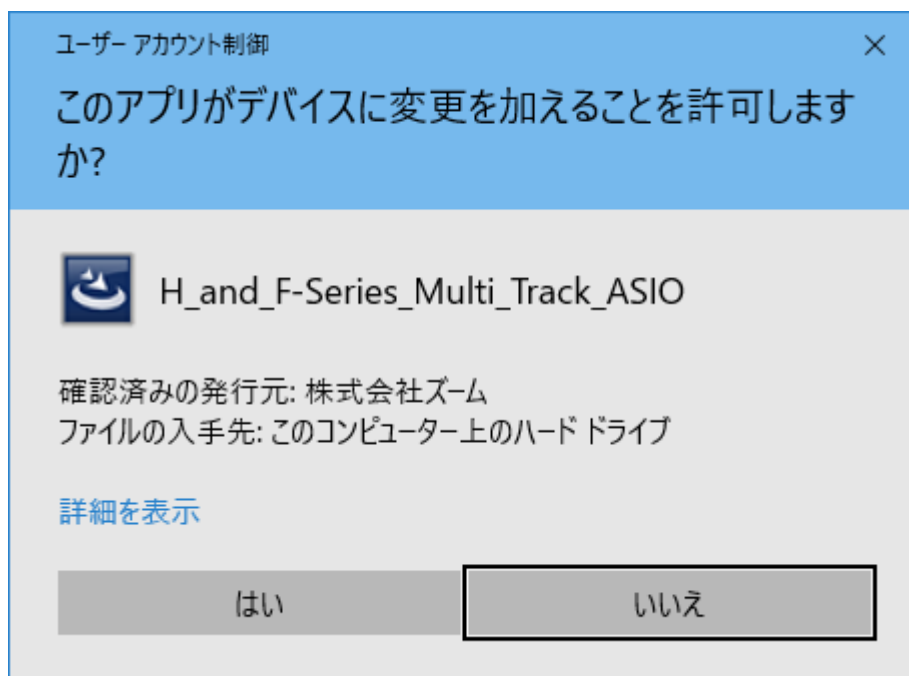 ユーザー アカウント制御
このアプリがデバイスに変更を加えることを許可します
か?
H_and_F-Series_Multi_Track_ASIO
確認済みの発行元: 株式会社ズーム
ファイルの入手先: このコンピューター上のハード ドライブ
詳細を表示
はい
いいえ